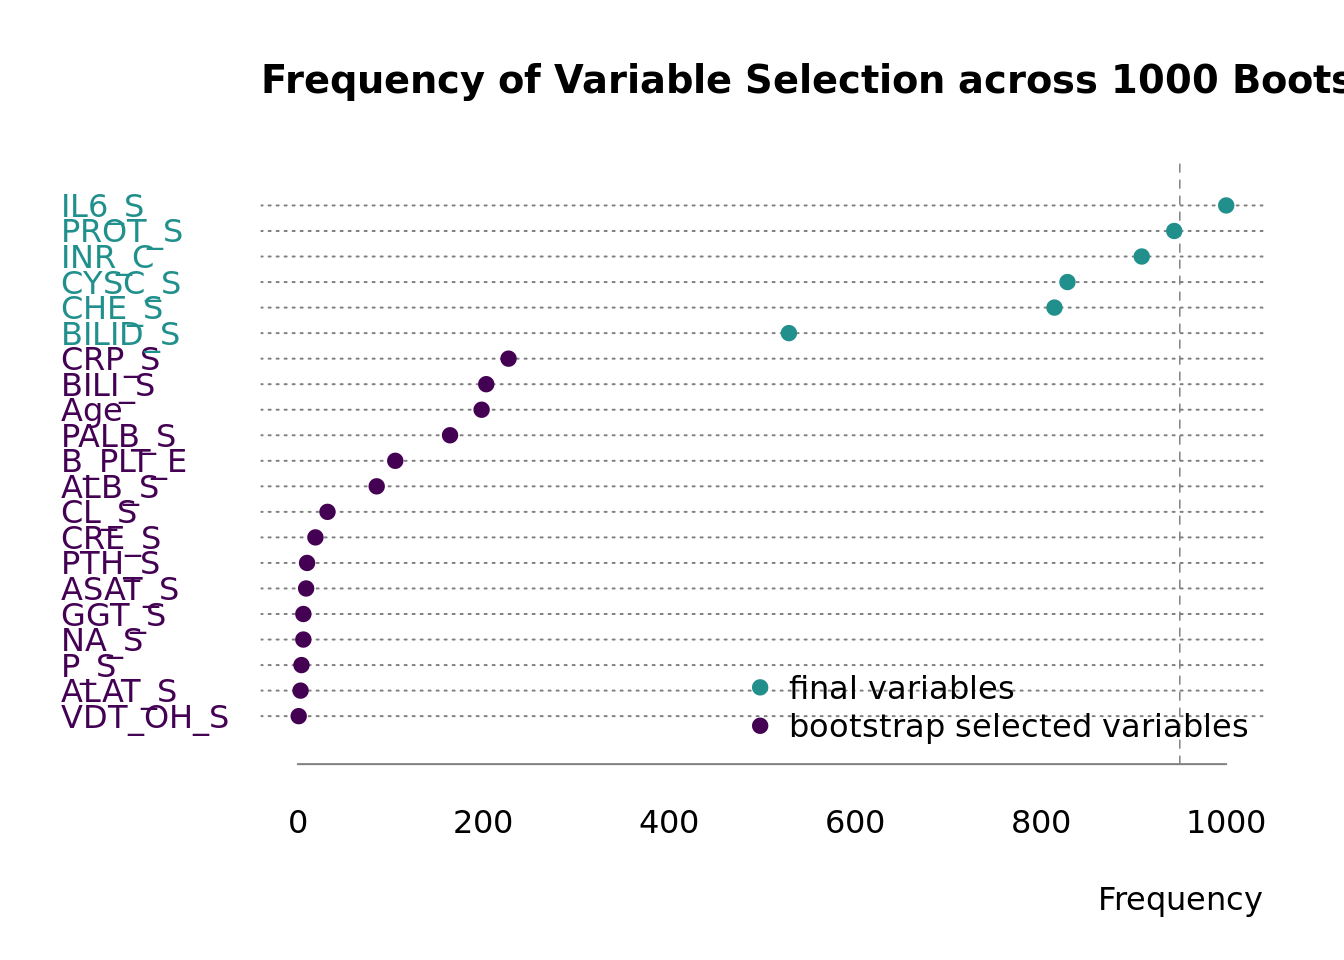 Frequency of Variable Selection across 1000 Boots
IL6_S
PROT_S
INR_C
CYSC_S
CHE_S
BILID_S
CRP_S
BILI_S
Age
PALB_S
B_PLT_E
ALB_S
CL_S
CRE_S
PTH_S
ASAT_S
GGT_S
NA_S
P_S
ALAT_S
VDT_OH_S
final variables
bootstrap selected variables
0 200 400 600 800 1000
Frequency